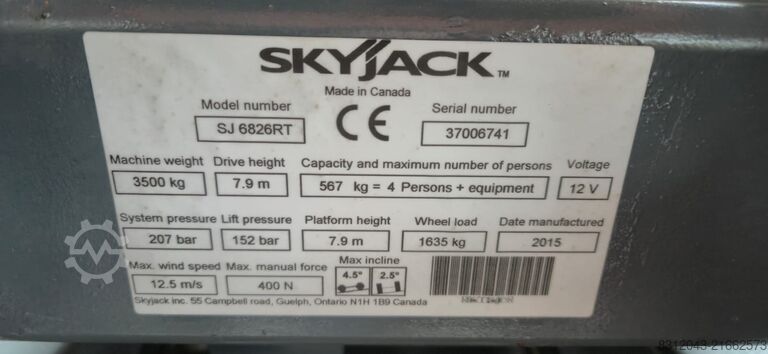 SKYJACK TM
Made in Canada
Model number
SJ 6826RT
CE
Serial number
37006741
Machine weight Drive height Capacity and maximum number of persons Voltage
3500 kg 7.9 m 567 kg = 4 Persons + equipment 12 V
System pressure Lift pressure Platform height Wheel load Date manufactured
207 bar 152 bar 7.9 m 1635 kg 2015
Max. wind speed Max. manual force Max incline
12.5 m/s 400 N 4.5° 2.5°
Skyjack inc. 55 Campbell road, Guelph, Ontario N1H 1B9 Canada
8312043-21662573